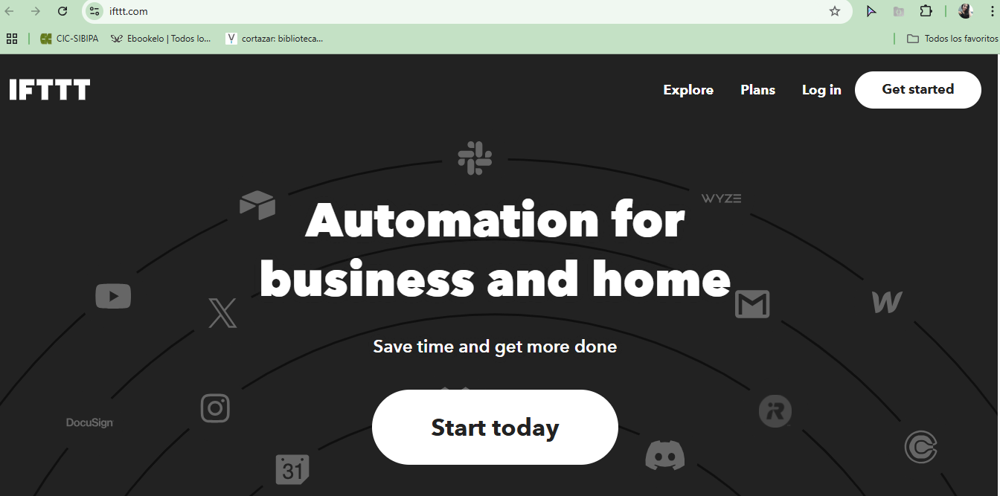 ifttt.com
CIC-SIBIPA
Ebookelo | Todos lo...
cortazar: biblioteca...
Todos los favoritos
IFTTT
Explore
Plans
Log in
Get started
WYZE
Automation for
business and home
Save time and get more done
DocuSign
31
Start today